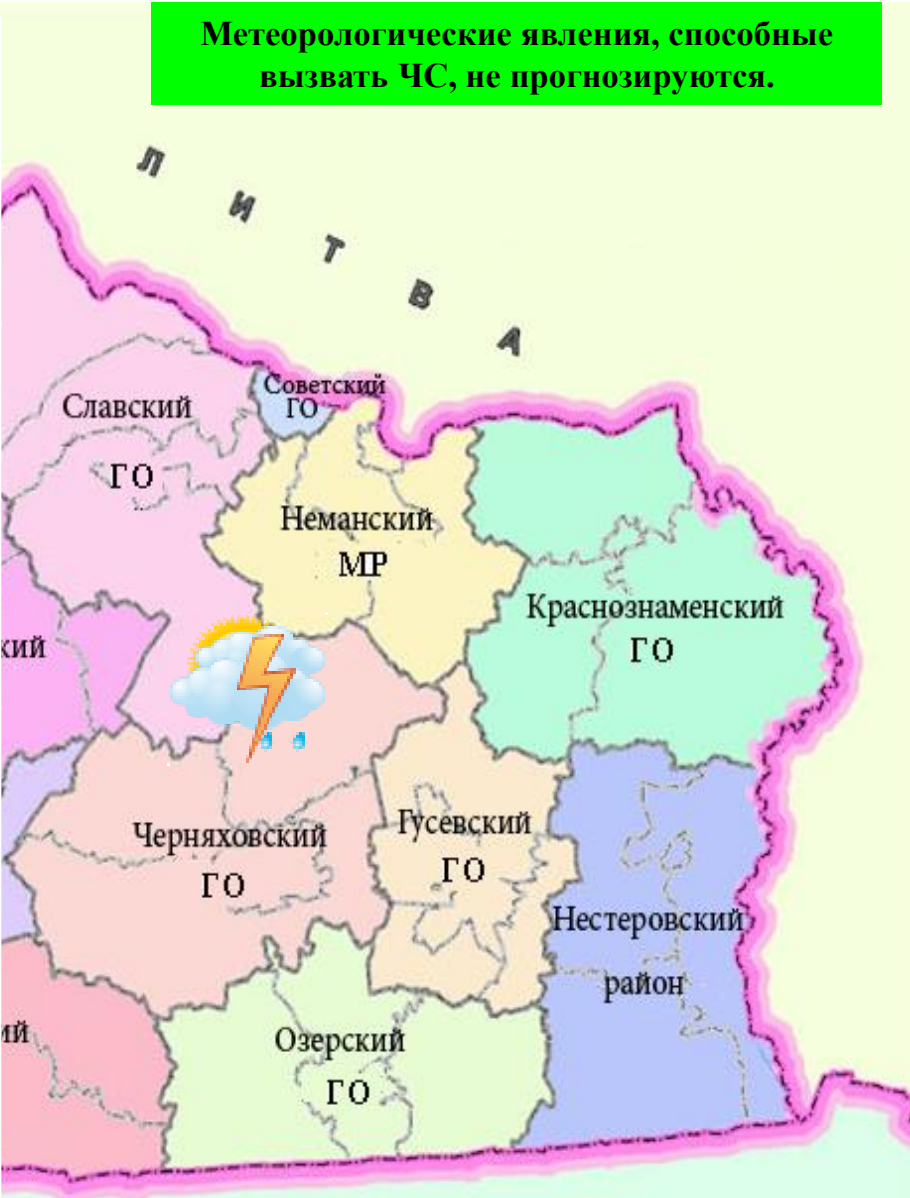 Метеорологические явления, способные
вызвать ЧС, не прогнозируются.
ЛИТВА
Советский
ГО
Славский
ГО
Неманский
МР
Краснознаменский
ГО
кий
Гусевский
ГО
Черняховский
ГО
Нестеровский
район
ий
Озерский
ГО